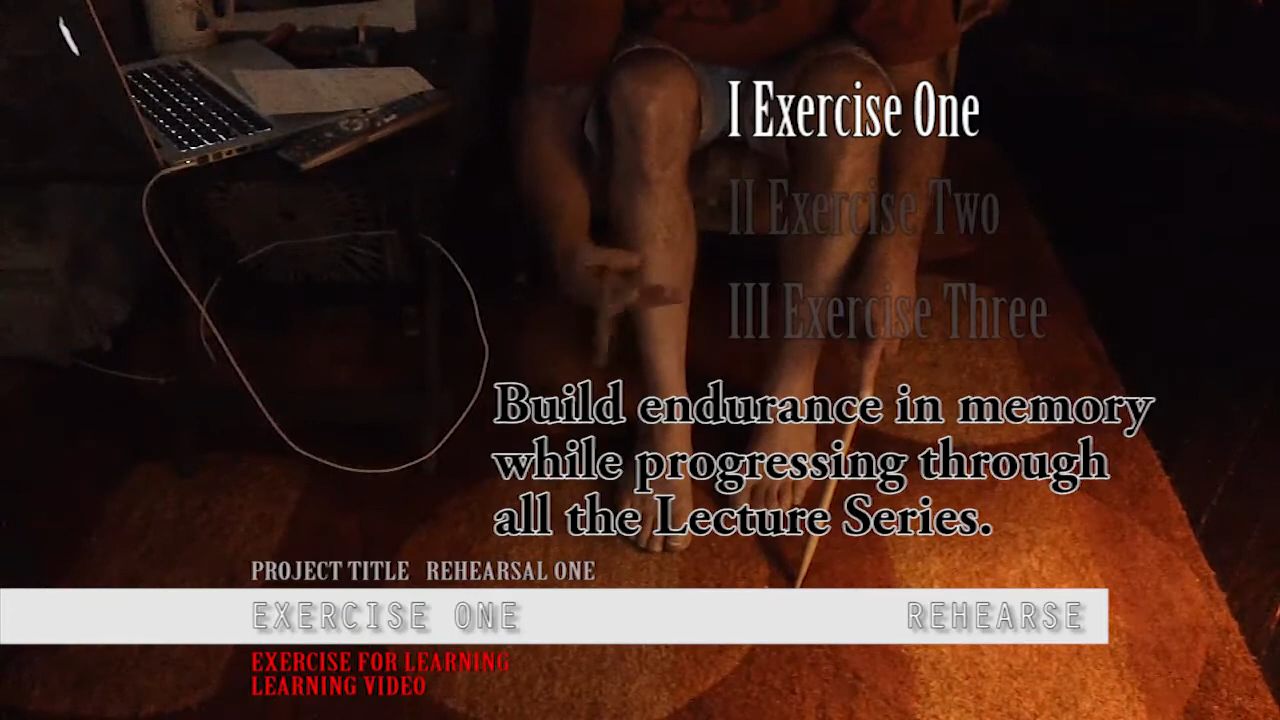 I Exercise One
II Exercise Two
III Exercise Three
Build endurance in memory
while progressing through
all the Lecture Series.
PROJECT TITLE REHEARSAL ONE
EXERCISE ONE REHEARSE
EXERCISE FOR LEARNING
LEARNING VIDEO